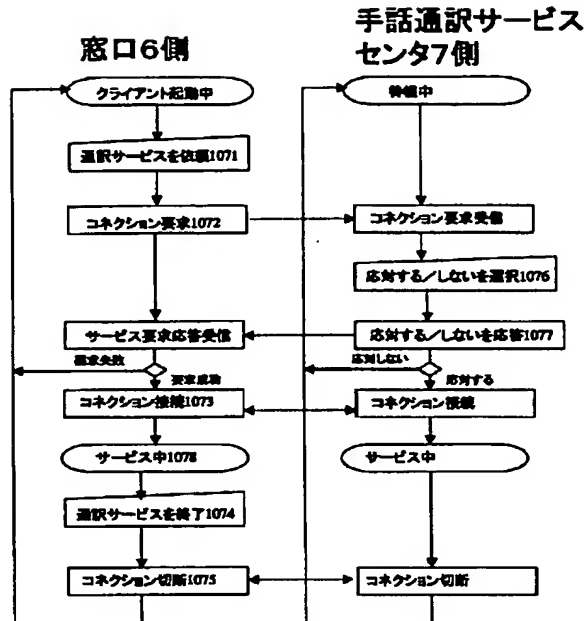 窓口6側
手話通訳サービス
センタ7側
クライアント起動中
待機中
通訳サービスを依頼1071
コネクション要求1072
コネクション要求受信
応対する／しないを選択1076
サービス要求応答受信
応対する／しないを応答1077
要求失敗
要求成功
応対しない
応対する
コネクション接続1073
コネクション接続
サービス中1078
サービス中
通訳サービスを終了1074
コネクション切断1075
コネクション切断